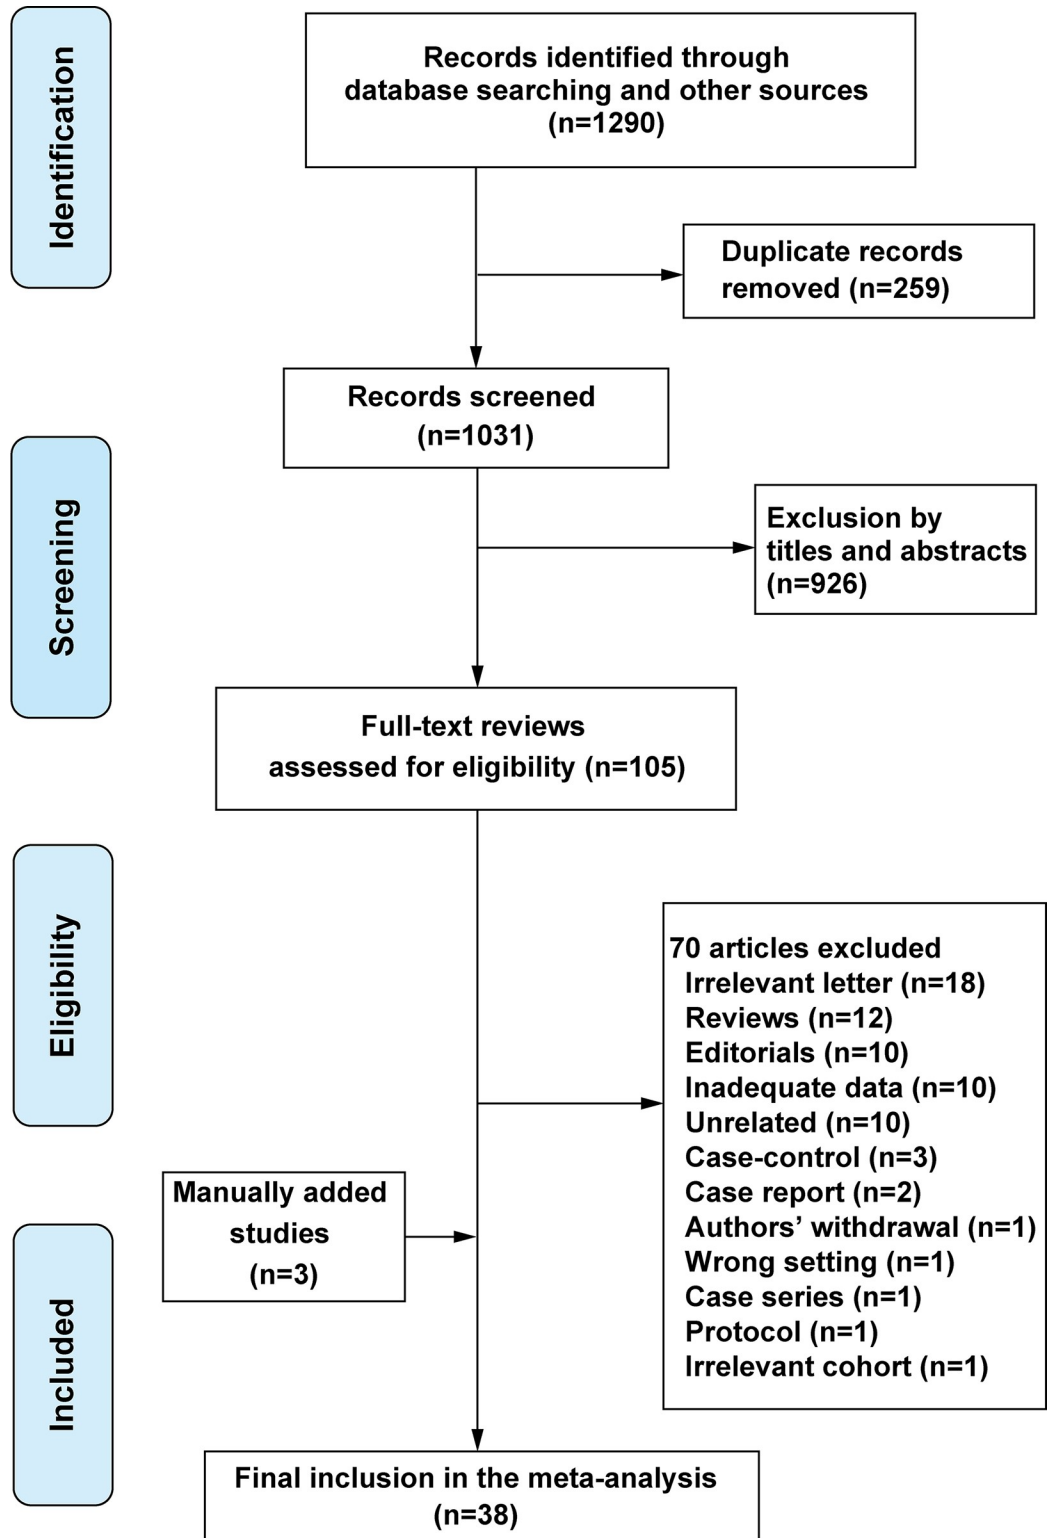 Identification
Records identified through
database searching and other sources
(n=1290)
Duplicate records
removed (n=259)
Screening
Records screened
(n=1031)
Exclusion by
titles and abstracts
(n=926)
Full-text reviews
assessed for eligibility (n=105)
Eligibility
70 articles excluded
Irrelevant letter (n=18)
Reviews (n=12)
Editorials (n=10)
Inadequate data (n=10)
Unrelated (n=10)
Case-control (n=3)
Case report (n=2)
Authors’ withdrawal (n=1)
Wrong setting (n=1)
Case series (n=1)
Protocol (n=1)
Irrelevant cohort (n=1)
Manually added
studies
(n=3)
Included
Final inclusion in the meta-analysis
(n=38)